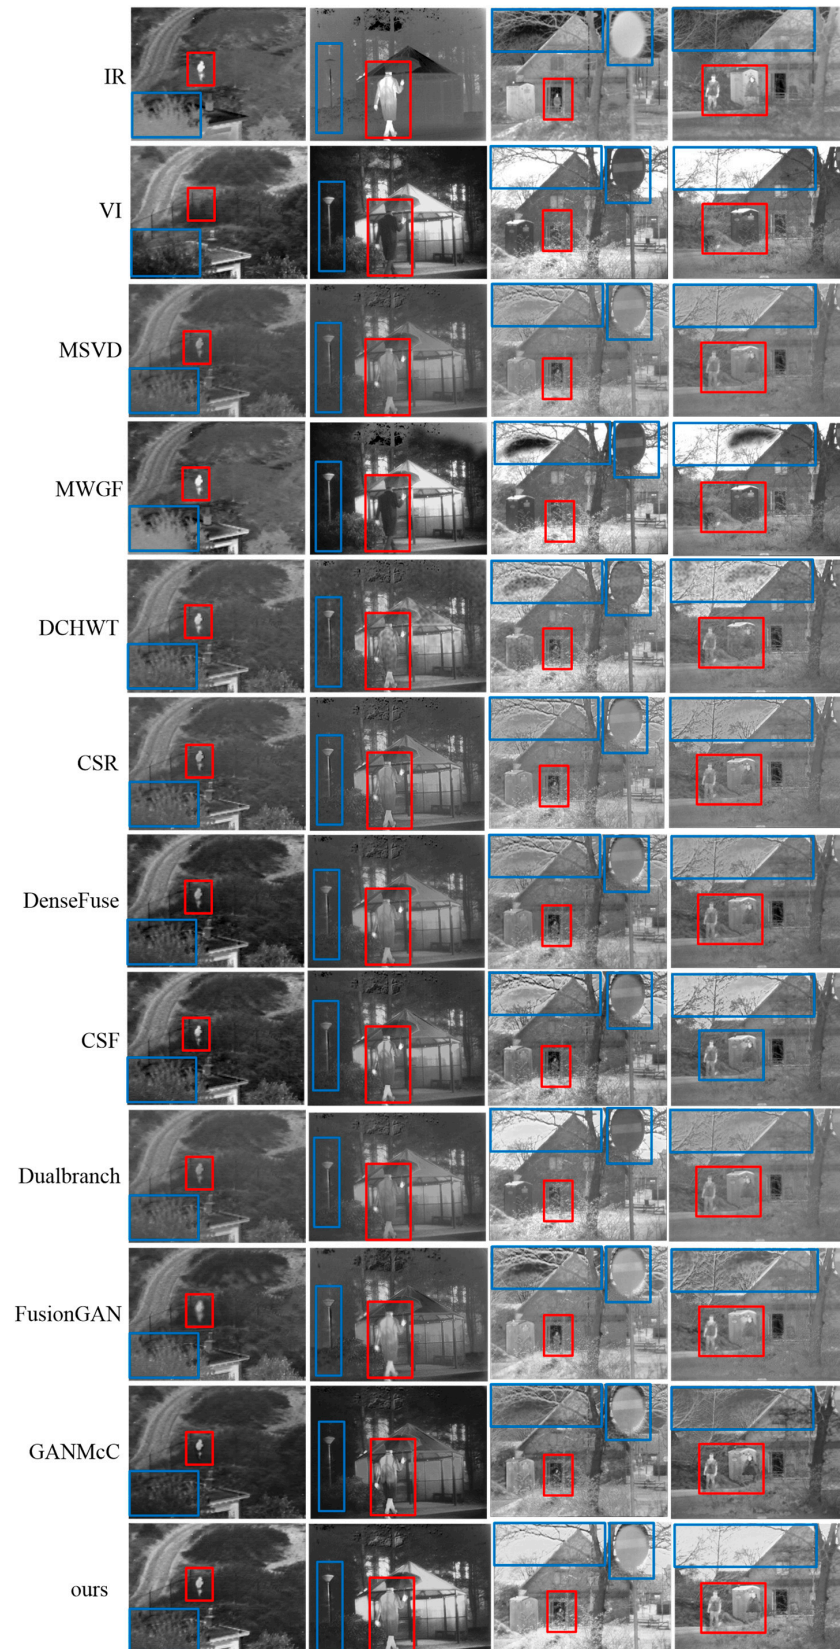 IR
VI
MSVD
MWGF
DCHWT
CSR
DenseFuse
CSF
Dualbranch
FusionGAN
GANMcC
ours